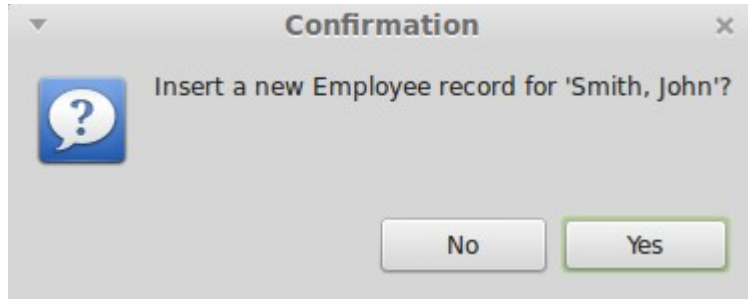 Confirmation
Insert a new Employee record for 'Smith, John'?
No
Yes